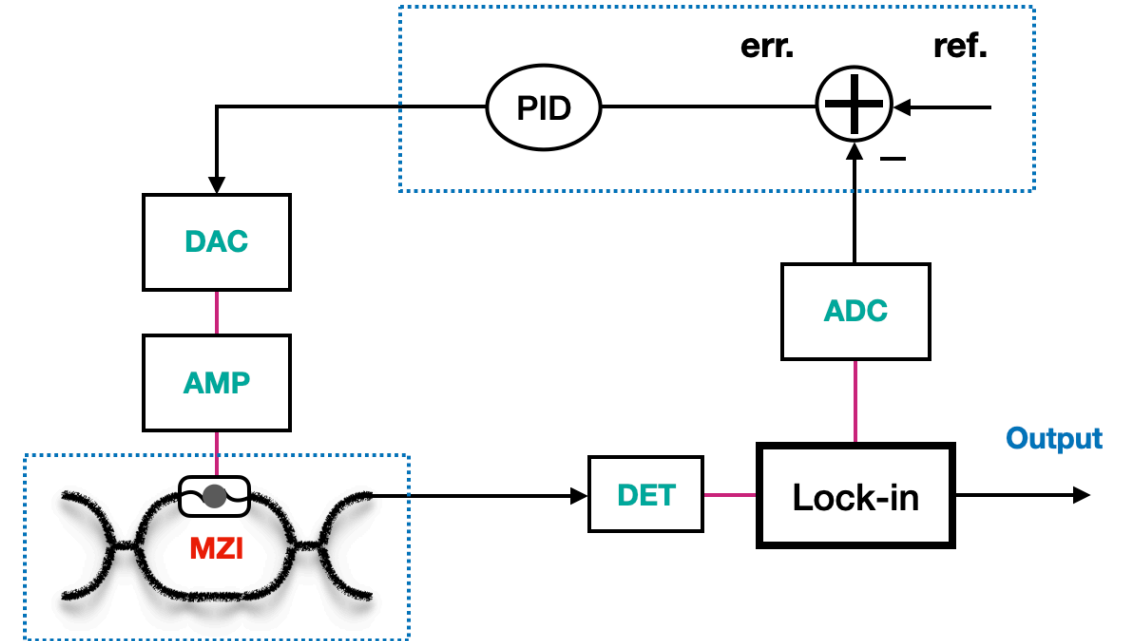 err.
ref.
PID
–
DAC
ADC
AMP
Output
DET
Lock-in
MZI